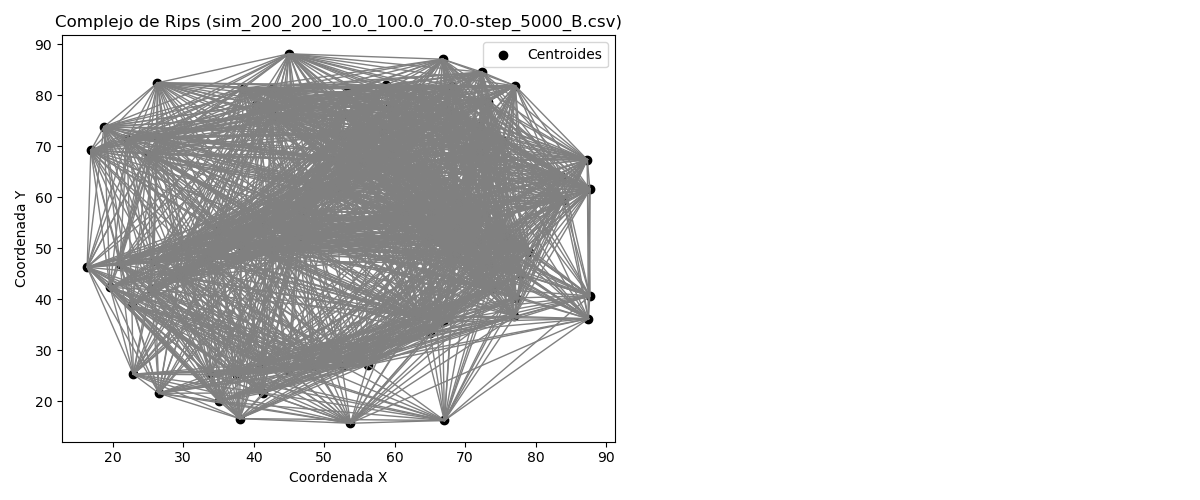 Complejo de Rips (sim_200_200_10.0_100.0_70.0-step_5000_B.csv)
Centroides
Coordenada Y
90
80
70
60
50
40
30
20
20 30 40 50 60 70 80 90
Coordenada X